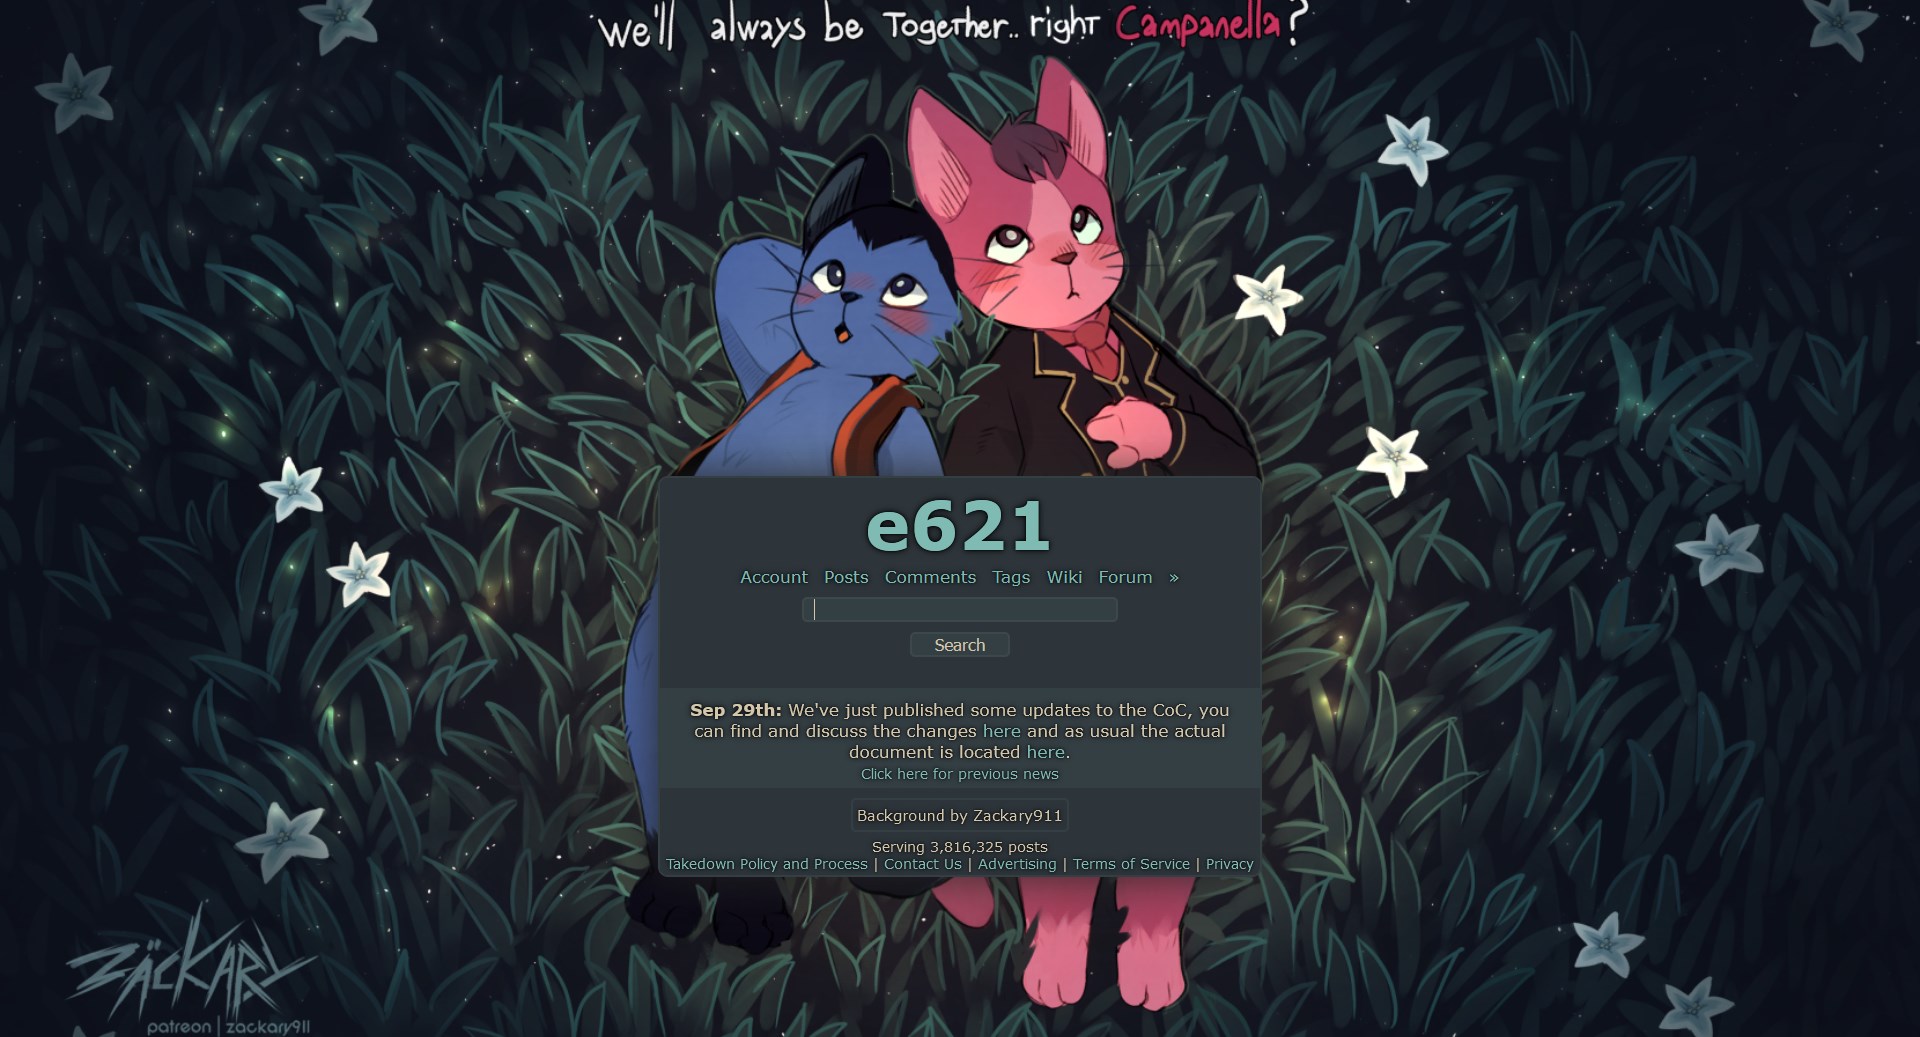 We'll always be Together.. right Campanella?
e621
Account Posts Comments Tags Wiki Forum »
Search
Sep 29th: We've just published some updates to the CoC, you
can find and discuss the changes here and as usual the actual
document is located here.
Click here for previous news
Background by Zackary911
Serving 3,816,325 posts
Takedown Policy and Process | Contact Us | Advertising | Terms of Service | Privacy
ZäCKARY
patreon | zackary911